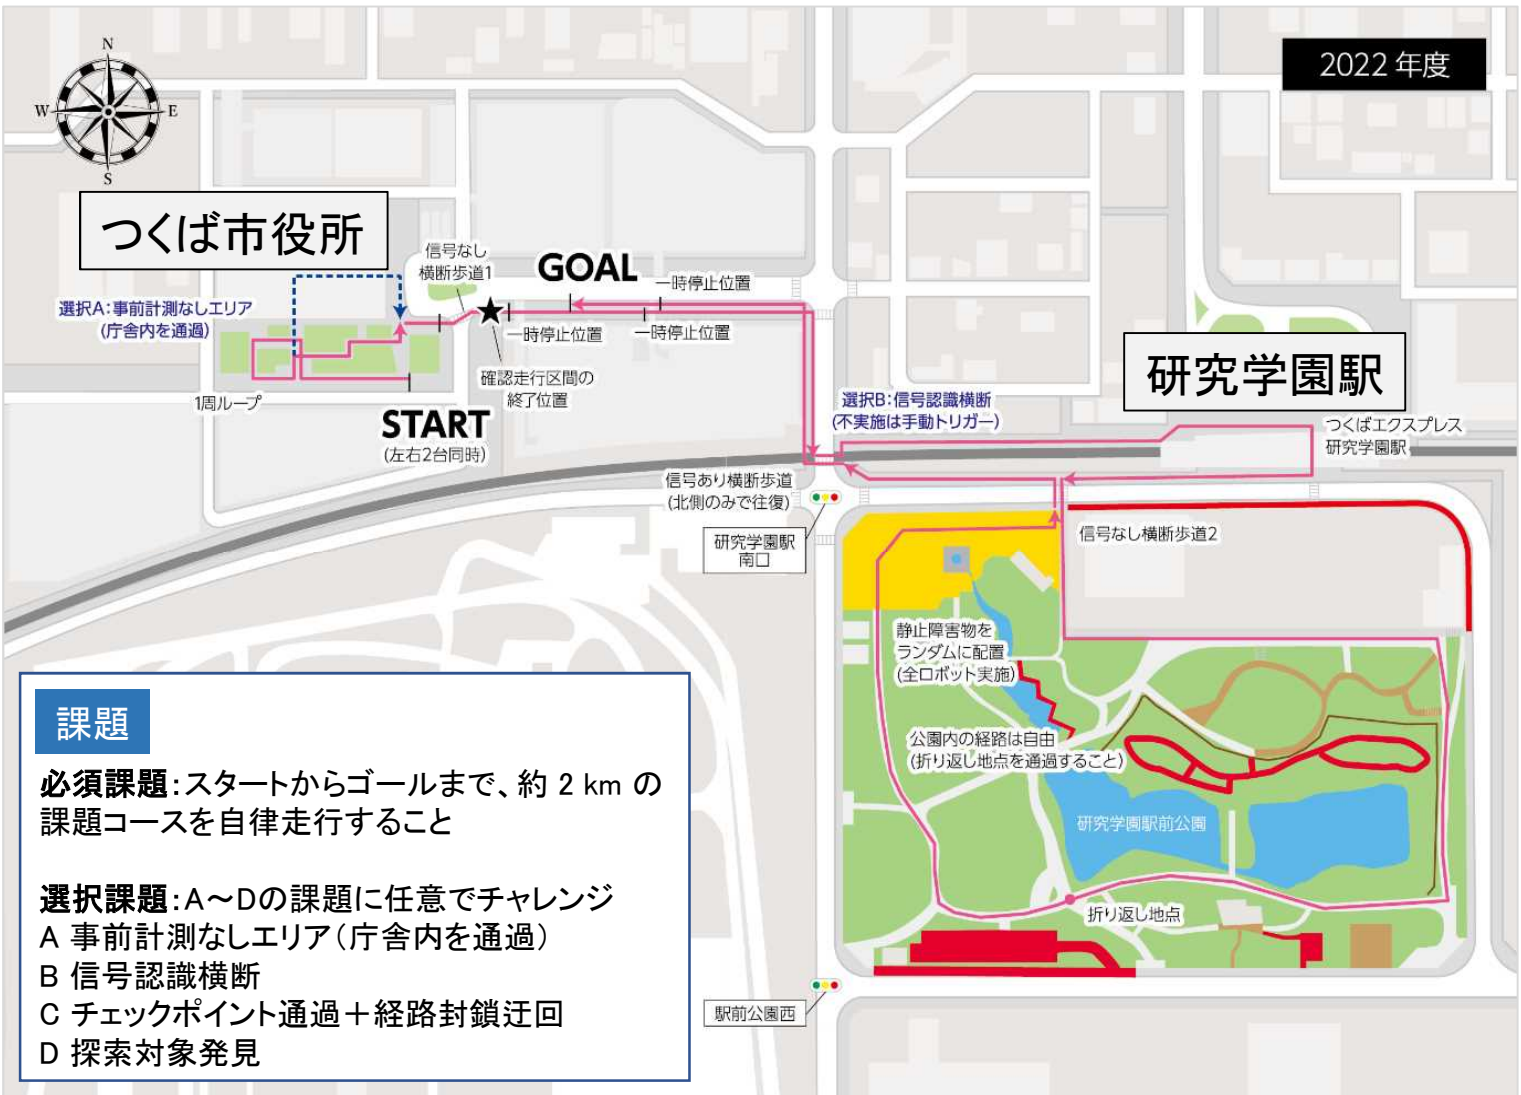 N
W
E
S
2022 年度
つくば市役所
信号なし
横断歩道1
GOAL
一時停止位置
選択A:事前計測なしエリア
(庁舎内を通過)
一時停止位置
一時停止位置
研究学園駅
確認走行区間の
終了位置
1周ループ
START
(左右2台同時)
選択B:信号認識横断
(不実施は手動トリガー)
つくばエクスプレス
研究学園駅
信号あり横断歩道
(北側のみで往復)
研究学園駅
南口
信号なし横断歩道2
静止障害物を
ランダムに配置
(全ロボット実施)
公園内の経路は自由
(折り返し地点を通過すること)
研究学園駅前公園
折り返し地点
駅前公園西
課題
必須課題:スタートからゴールまで、約 2 km の
課題コースを自律走行すること
選択課題:A～Dの課題に任意でチャレンジ
A 事前計測なしエリア(庁舎内を通過)
B 信号認識横断
C チェックポイント通過＋経路封鎖迂回
D 探索対象発見